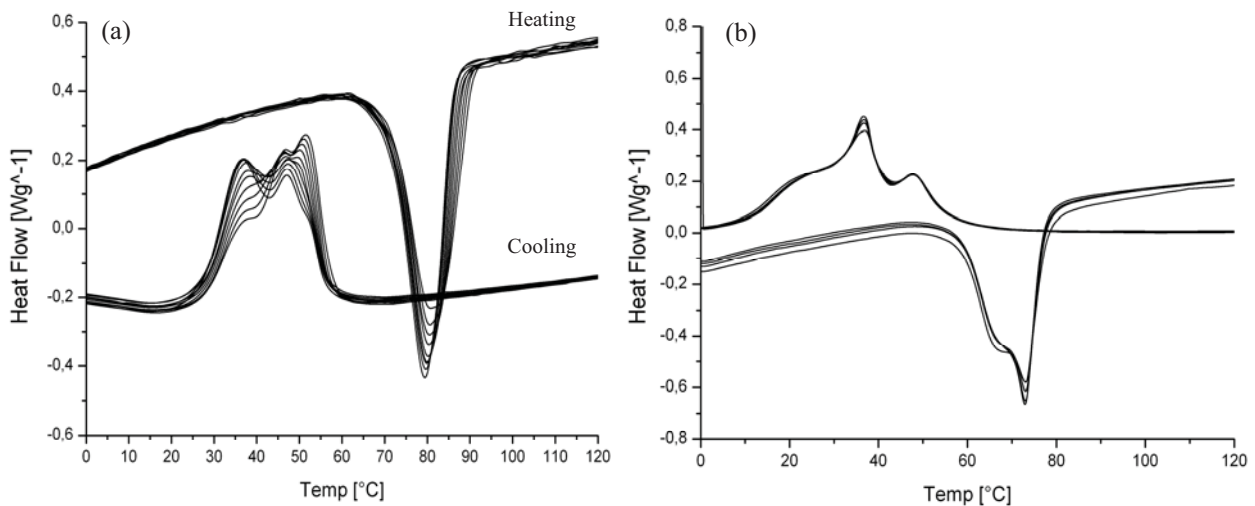 (a)
Heating
Cooling
0,6
0,4
0,2
0,0
-0,2
-0,4
-0,6
Heat Flow [Wg^-1]
0 10 20 30 40 50 60 70 80 90 100 110 120
Temp [°C]
(b)
0,8
0,6
0,4
0,2
0,0
-0,2
-0,4
-0,6
-0,8
Heat Flow [Wg^-1]
0 20 40 60 80 100 120
Temp [°C]